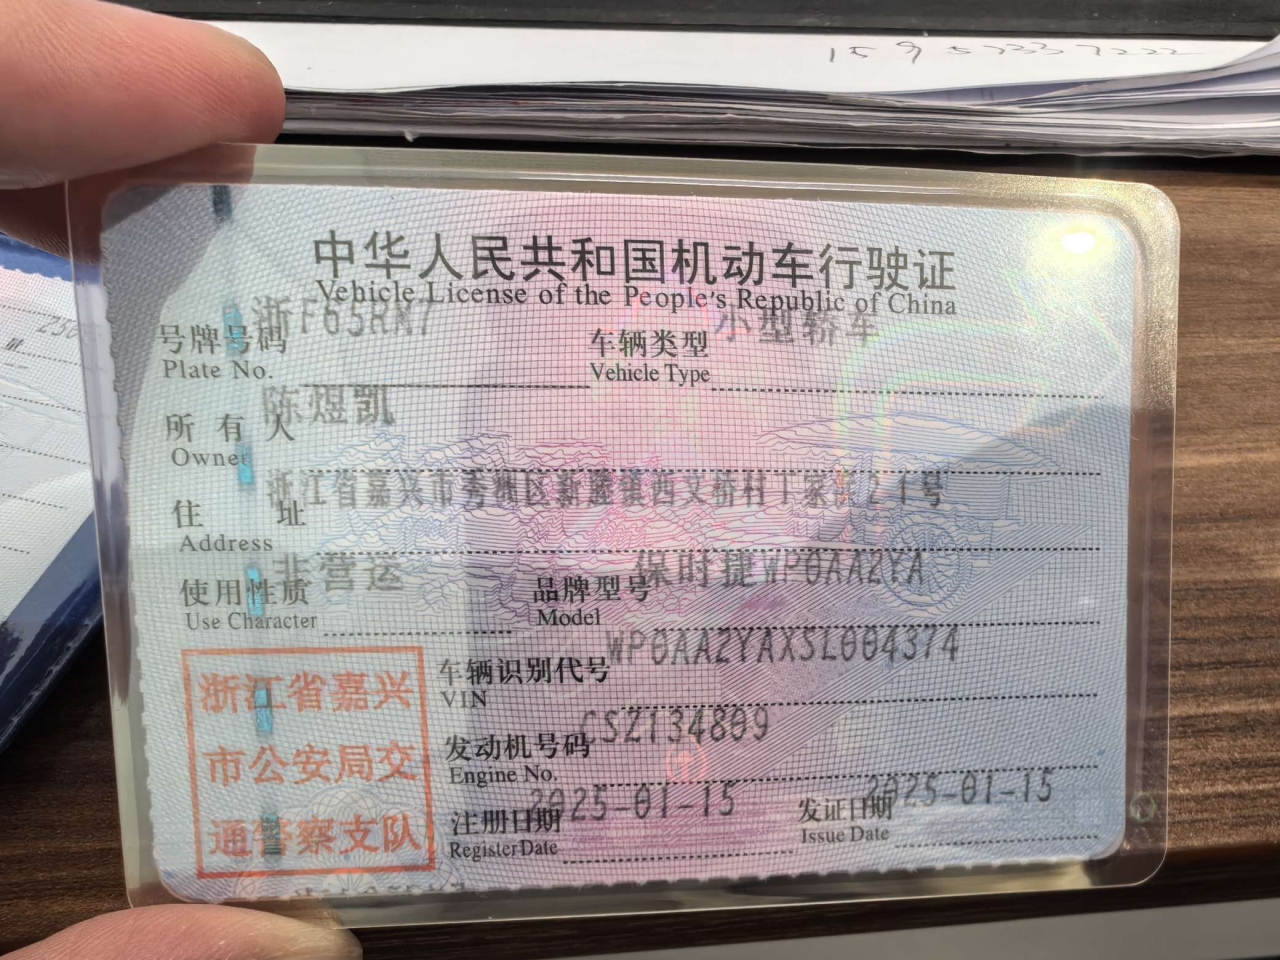 中华人民共和国机动车行驶证
Vehicle License of the People's Republic of China
号牌号码 浙F65RM7 车辆类型 小型轿车
Plate No. Vehicle Type
所有人 陈煜凯
Owner
住址 浙江省嘉兴市秀洲区新塍镇西文桥村下家 21号
Address
使用性质 非营运 品牌型号 保时捷WP0AA2YA
Use Character Model
车辆识别代号 WP0AA2YAXSL004374
VIN
发动机号码 CSZ134809
Engine No.
注册日期 2025-01-15 发证日期 2025-01-15
Register Date Issue Date
浙江省嘉兴
市公安局交
通警察支队